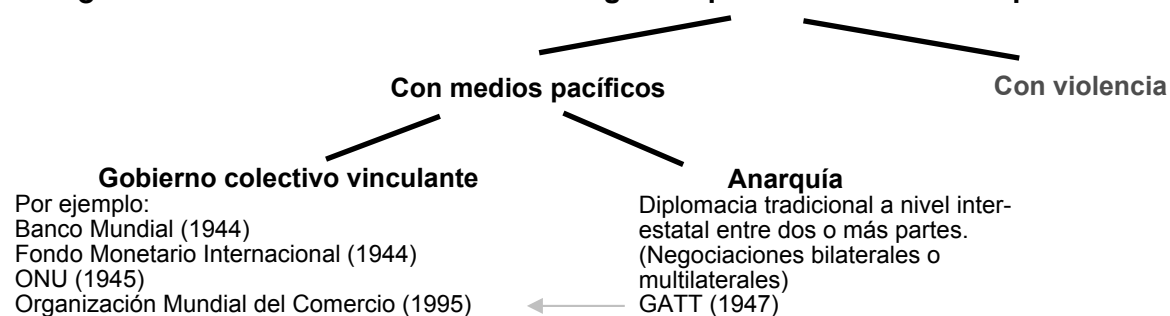 Con medios pacíficos
Con violencia
Gobierno colectivo vinculante
Por ejemplo:
Banco Mundial (1944)
Fondo Monetario Internacional (1944)
ONU (1945)
Organización Mundial del Comercio (1995)
Anarquía
Diplomacia tradicional a nivel inter-
estatal entre dos o más partes.
(Negociaciones bilaterales o
multilaterales)
GATT (1947)